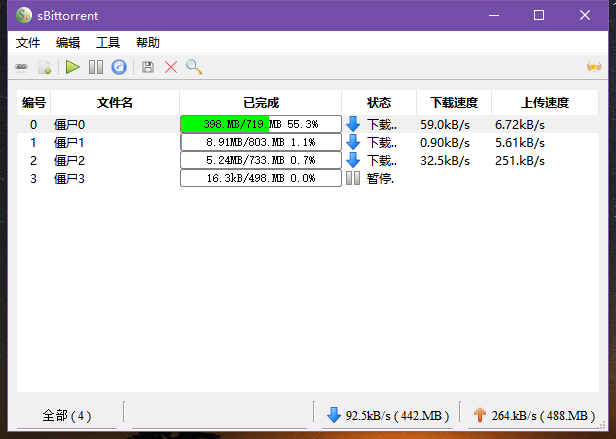 sBittorrent
文件 编辑 工具 帮助
编号 文件名 已完成 状态 下载速度 上传速度
0 僵尸0 398.MB/719.MB 55.3% 下载.. 59.0kB/s 6.72kB/s
1 僵尸1 8.91MB/803.MB 1.1% 下载.. 0.90kB/s 5.61kB/s
2 僵尸2 5.24MB/733.MB 0.7% 下载.. 32.5kB/s 251.kB/s
3 僵尸3 16.3kB/498.MB 0.0% 暂停.
全部 ( 4 ) 92.5kB/s ( 442.MB ) 264.kB/s ( 488.MB )